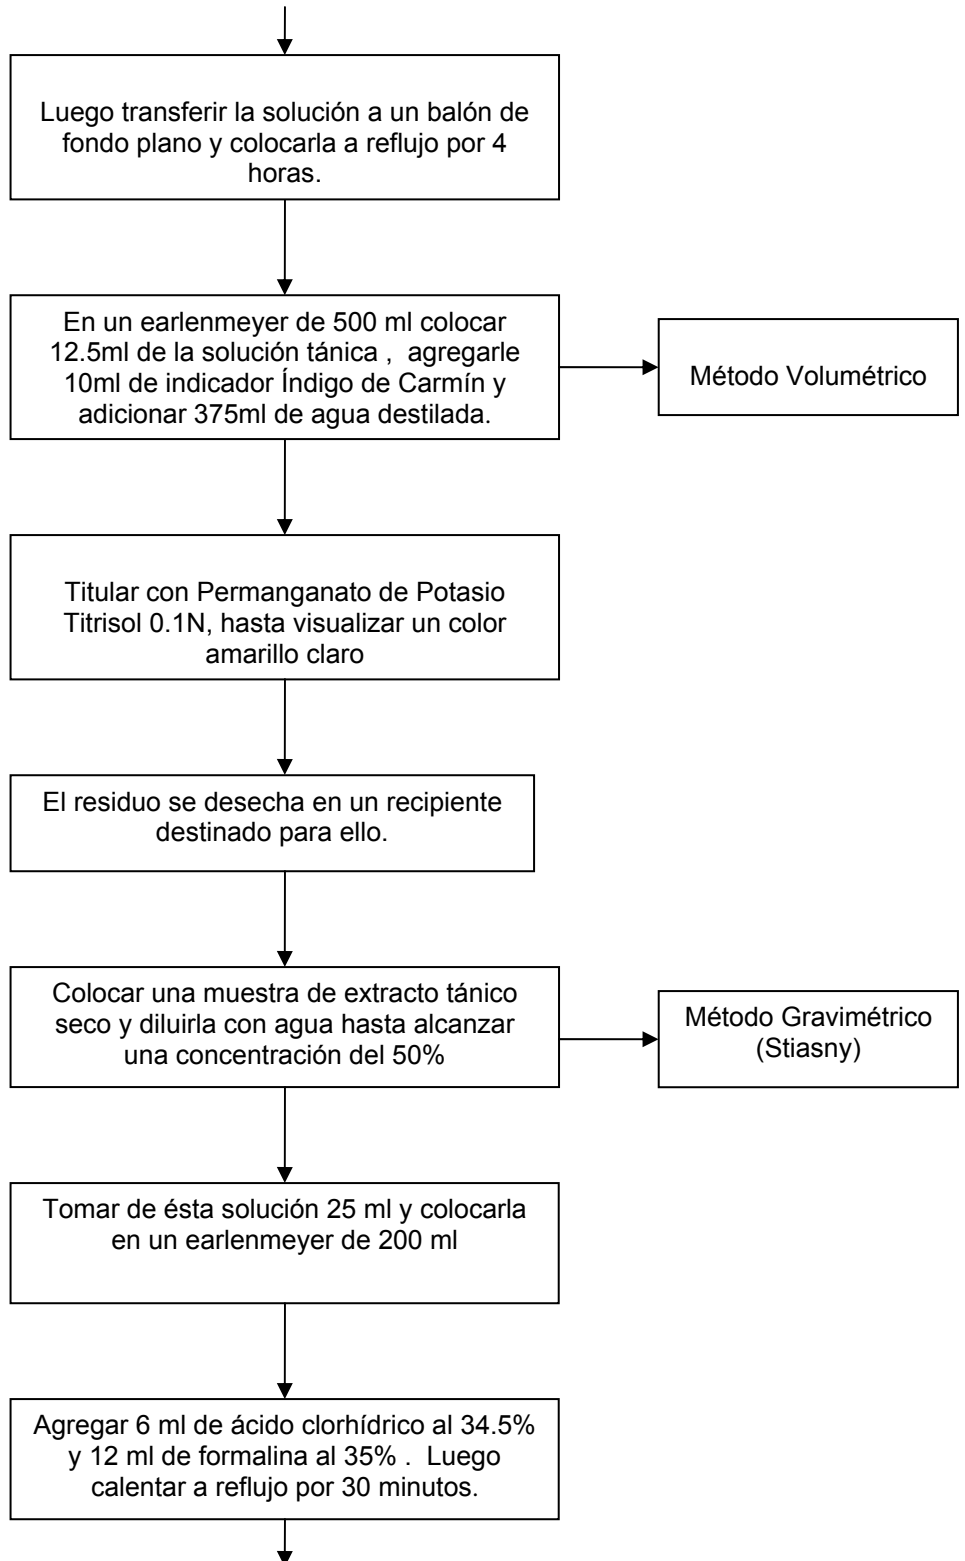 Luego transferir la solución a un balón de
fondo plano y colocarla a reflujo por 4
horas.
En un earlenmeyer de 500 ml colocar
12.5ml de la solución tánica , agregarle
10ml de indicador Índigo de Carmín y
adicionar 375ml de agua destilada.
Método Volumétrico
Titular con Permanganato de Potasio
Titrisol 0.1N, hasta visualizar un color
amarillo claro
El residuo se desecha en un recipiente
destinado para ello.
Colocar una muestra de extracto tánico
seco y diluirla con agua hasta alcanzar
una concentración del 50%
Método Gravimétrico
(Stiasny)
Tomar de ésta solución 25 ml y colocarla
en un earlenmeyer de 200 ml
Agregar 6 ml de ácido clorhídrico al 34.5%
y 12 ml de formalina al 35% . Luego
calentar a reflujo por 30 minutos.